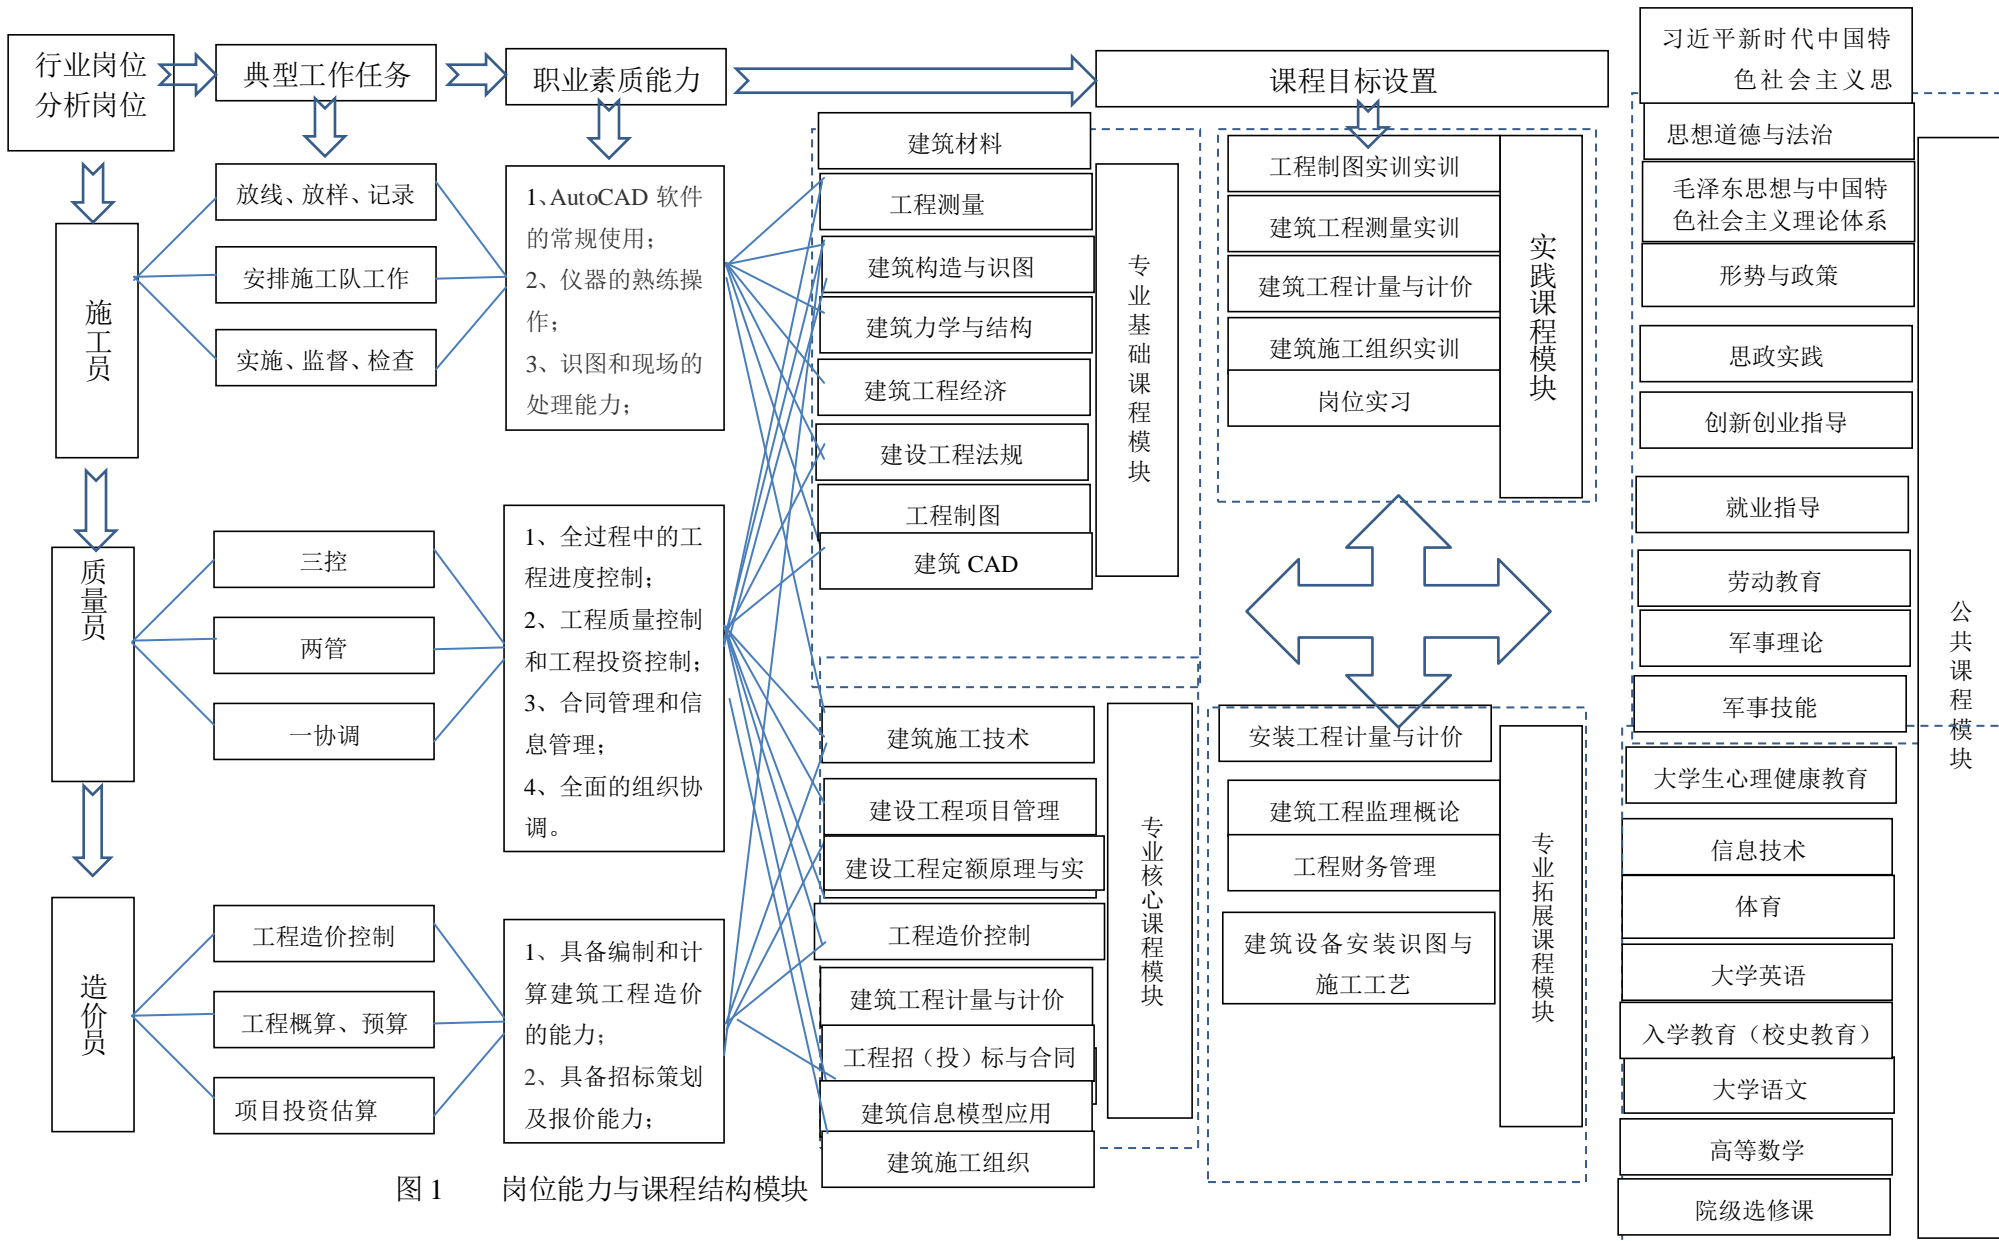 行业岗位
分析岗位
典型工作任务
职业素质能力
课程目标设置
施工员
放线、放样、记录
安排施工队工作
实施、监督、检查
1、AutoCAD 软件
的常规使用；
2、仪器的熟练操
作；
3、识图和现场的
处理能力；
质量员
三控
两管
一协调
1、全过程中的工
程进度控制；
2、工程质量控制
和工程投资控制；
3、合同管理和信
息管理；
4、全面的组织协
调。
造价员
工程造价控制
工程概算、预算
项目投资估算
1、具备编制和计
算建筑工程造价
的能力；
2、具备招标策划
及报价能力；
建筑材料
工程测量
建筑构造与识图
建筑力学与结构
建筑工程经济
建设工程法规
工程制图
建筑 CAD
专业基础课程模块
建筑施工技术
建设工程项目管理
建设工程定额原理与实
工程造价控制
建筑工程计量与计价
工程招（投）标与合同
建筑信息模型应用
建筑施工组织
专业核心课程模块
工程制图实训实训
建筑工程测量实训
建筑工程计量与计价
建筑施工组织实训
岗位实习
实践课程模块
安装工程计量与计价
建筑工程监理概论
工程财务管理
建筑设备安装识图与
施工工艺
专业拓展课程模块
习近平新时代中国特
色社会主义思
思想道德与法治
毛泽东思想与中国特
色社会主义理论体系
形势与政策
思政实践
创新创业指导
就业指导
劳动教育
军事理论
军事技能
大学生心理健康教育
信息技术
体育
大学英语
入学教育（校史教育）
大学语文
高等数学
院级选修课
公共课程模块
图 1 岗位能力与课程结构模块